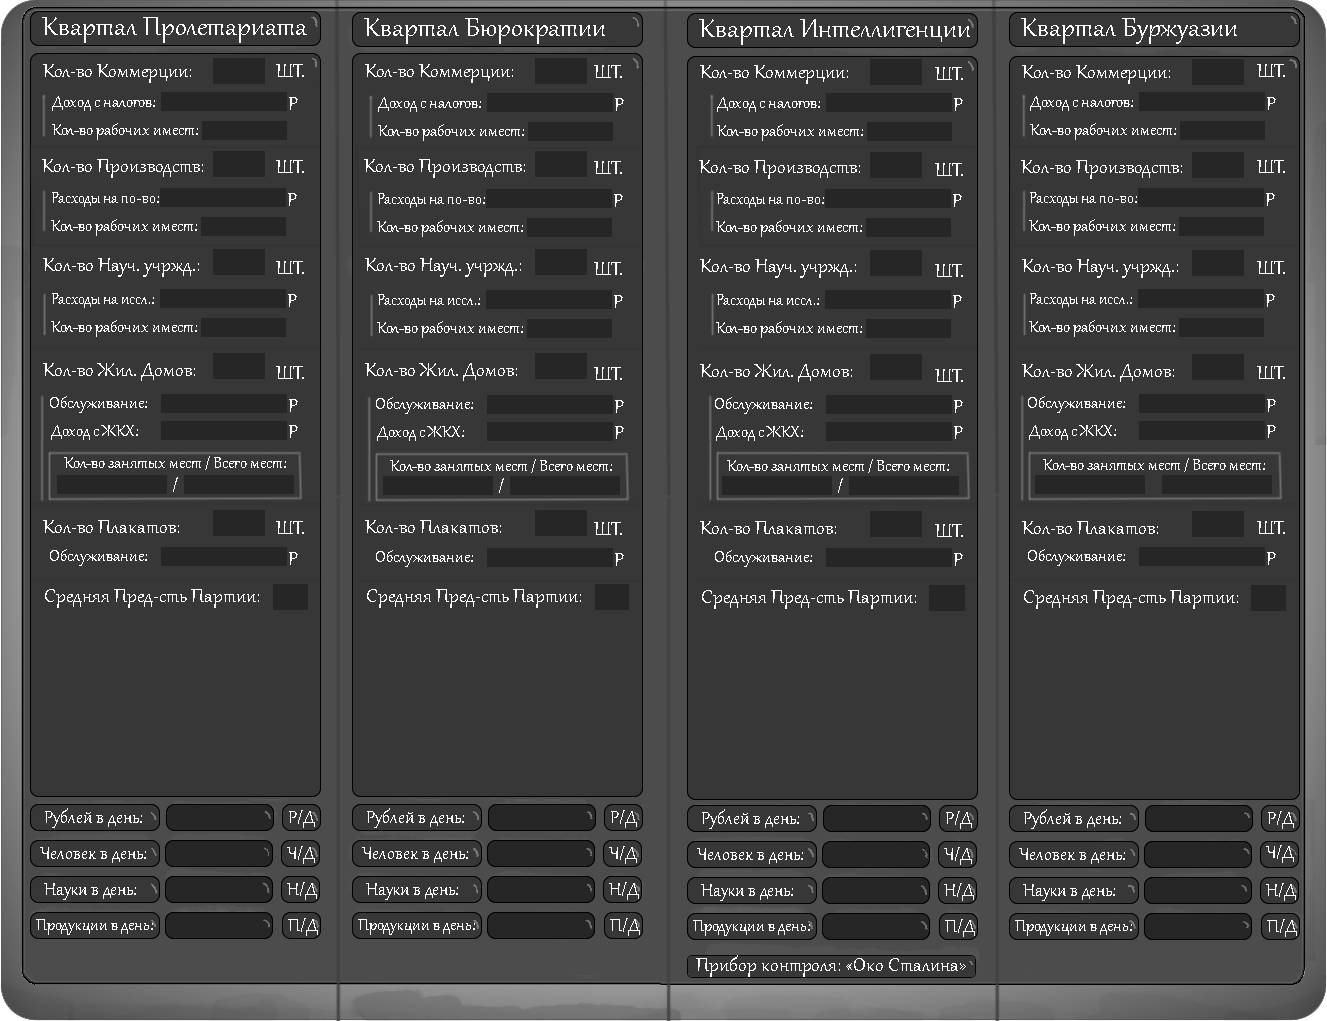 Квартал Пролетариата
Кол-во Коммерции: ШТ.
Доход с налогов: Р
Кол-во рабочих имест:
Кол-во Производств: ШТ.
Расходы на по-во: Р
Кол-во рабочих имест:
Кол-во Науч. учржд.: ШТ.
Расходы на иссл.: Р
Кол-во рабочих имест:
Кол-во Жил. Домов: ШТ.
Обслуживание: Р
Доход с ЖКХ: Р
Кол-во занятых мест / Всего мест:
/
Кол-во Плакатов: ШТ.
Обслуживание: Р
Средняя Пред-сть Партии:
Рублей в день: Р/Д
Человек в день: Ч/Д
Науки в день: Н/Д
Продукции в день: П/Д
Квартал Бюрократии
Кол-во Коммерции: ШТ.
Доход с налогов: Р
Кол-во рабочих имест:
Кол-во Производств: ШТ.
Расходы на по-во: Р
Кол-во рабочих имест:
Кол-во Науч. учржд.: ШТ.
Расходы на иссл.: Р
Кол-во рабочих имест:
Кол-во Жил. Домов: ШТ.
Обслуживание: Р
Доход с ЖКХ: Р
Кол-во занятых мест / Всего мест:
/
Кол-во Плакатов: ШТ.
Обслуживание: Р
Средняя Пред-сть Партии:
Рублей в день: Р/Д
Человек в день: Ч/Д
Науки в день: Н/Д
Продукции в день: П/Д
Квартал Интеллигенции
Кол-во Коммерции: ШТ.
Доход с налогов: Р
Кол-во рабочих имест:
Кол-во Производств: ШТ.
Расходы на по-во: Р
Кол-во рабочих имест:
Кол-во Науч. учржд.: ШТ.
Расходы на иссл.: Р
Кол-во рабочих имест:
Кол-во Жил. Домов: ШТ.
Обслуживание: Р
Доход с ЖКХ: Р
Кол-во занятых мест / Всего мест:
/
Кол-во Плакатов: ШТ.
Обслуживание: Р
Средняя Пред-сть Партии:
Рублей в день: Р/Д
Человек в день: Ч/Д
Науки в день: Н/Д
Продукции в день: П/Д
Прибор контроля: «Око Сталина»
Квартал Буржуазии
Кол-во Коммерции: ШТ.
Доход с налогов: Р
Кол-во рабочих имест:
Кол-во Производств: ШТ.
Расходы на по-во: Р
Кол-во рабочих имест:
Кол-во Науч. учржд.: ШТ.
Расходы на иссл.: Р
Кол-во рабочих имест:
Кол-во Жил. Домов: ШТ.
Обслуживание: Р
Доход с ЖКХ: Р
Кол-во занятых мест / Всего мест:
Кол-во Плакатов: ШТ.
Обслуживание: Р
Средняя Пред-сть Партии:
Рублей в день: Р/Д
Человек в день: Ч/Д
Науки в день: Н/Д
Продукции в день: П/Д